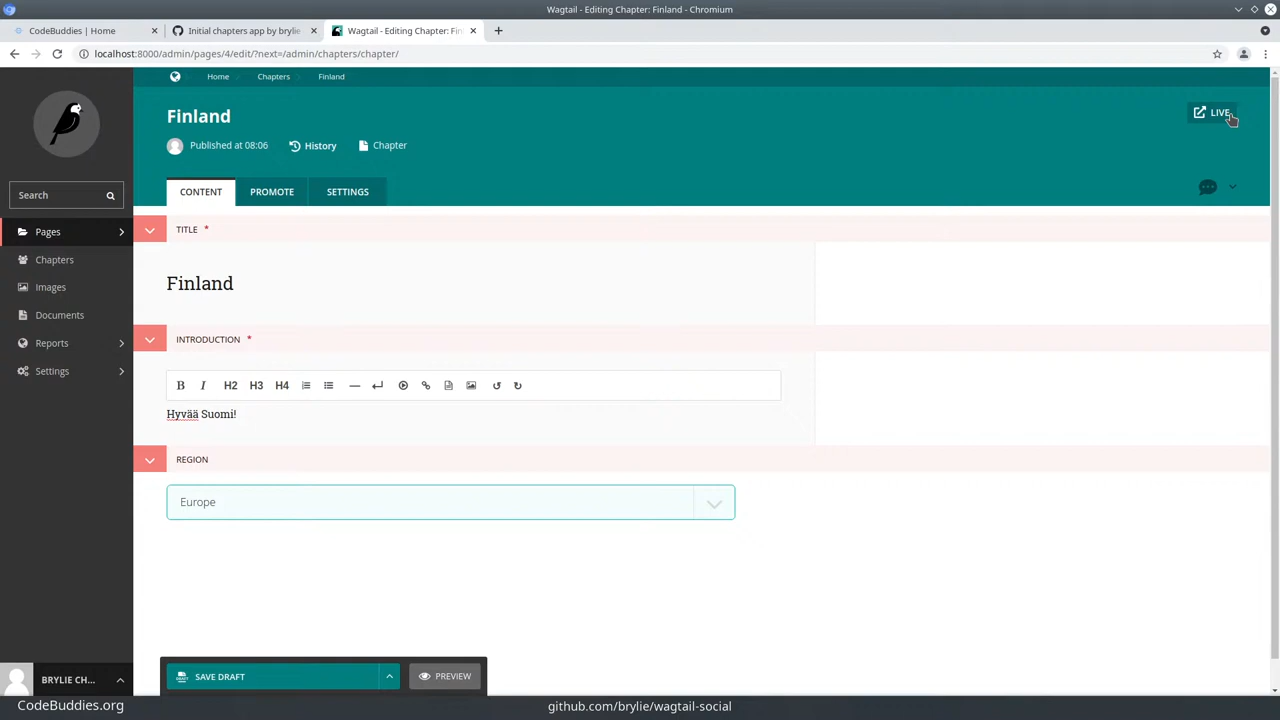 Wagtail - Editing Chapter: Finland - Chromium
CodeBuddies | Home
Initial chapters app by brylie
Wagtail - Editing Chapter: Fin
localhost:8000/admin/pages/4/edit/?next=/admin/chapters/chapter/
Home
Chapters
Finland
Finland
LIVE
Published at 08:06
History
Chapter
CONTENT
PROMOTE
SETTINGS
Search
Pages
Chapters
Images
Documents
Reports
Settings
TITLE *
Finland
INTRODUCTION *
B I H2 H3 H4
Hyvää Suomi!
REGION
Europe
SAVE DRAFT
PREVIEW
BRYLIE CH...
CodeBuddies.org
github.com/brylie/wagtail-social